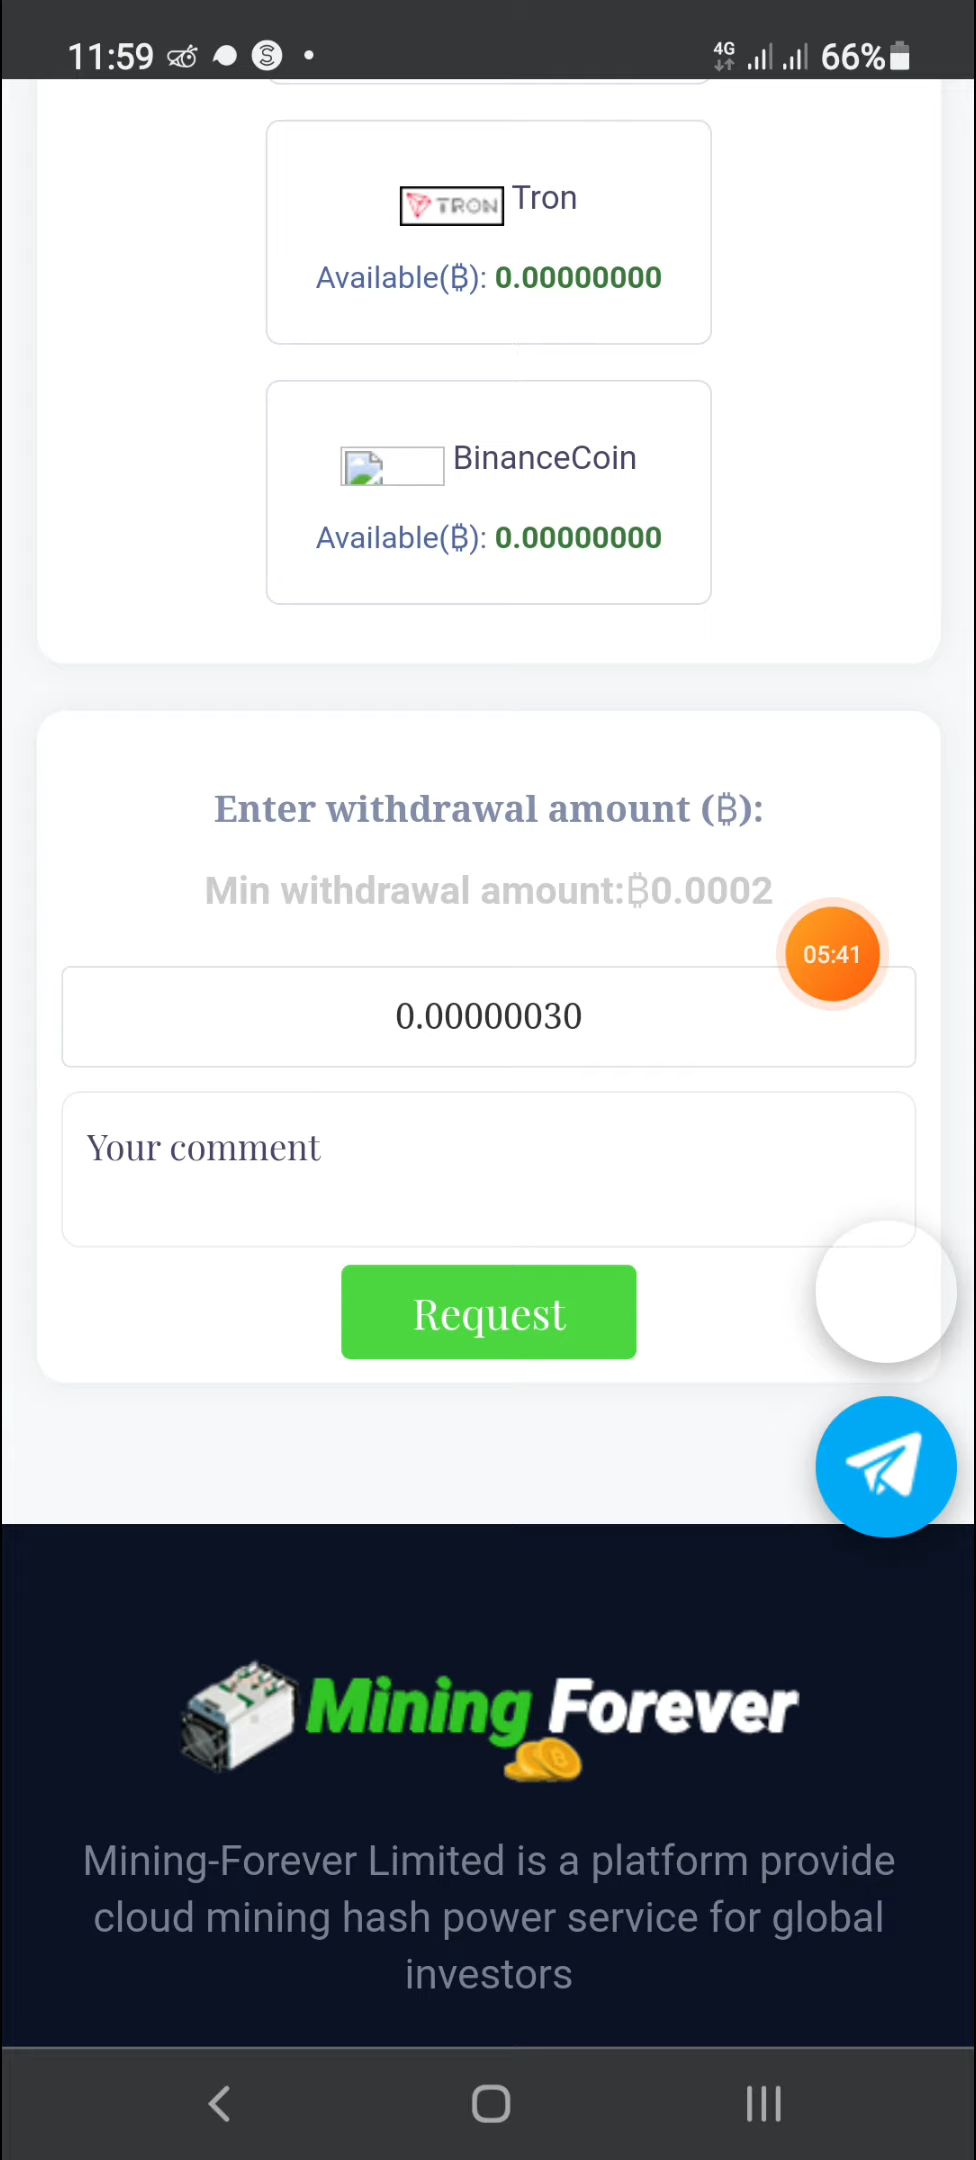 11:59
4G
66%
TRON Tron
Available(₿): 0.00000000
BinanceCoin
Available(₿): 0.00000000
Enter withdrawal amount (₿):
Min withdrawal amount:₿0.0002
05:41
0.00000030
Your comment
Request
Mining Forever
Mining-Forever Limited is a platform provide
cloud mining hash power service for global
investors